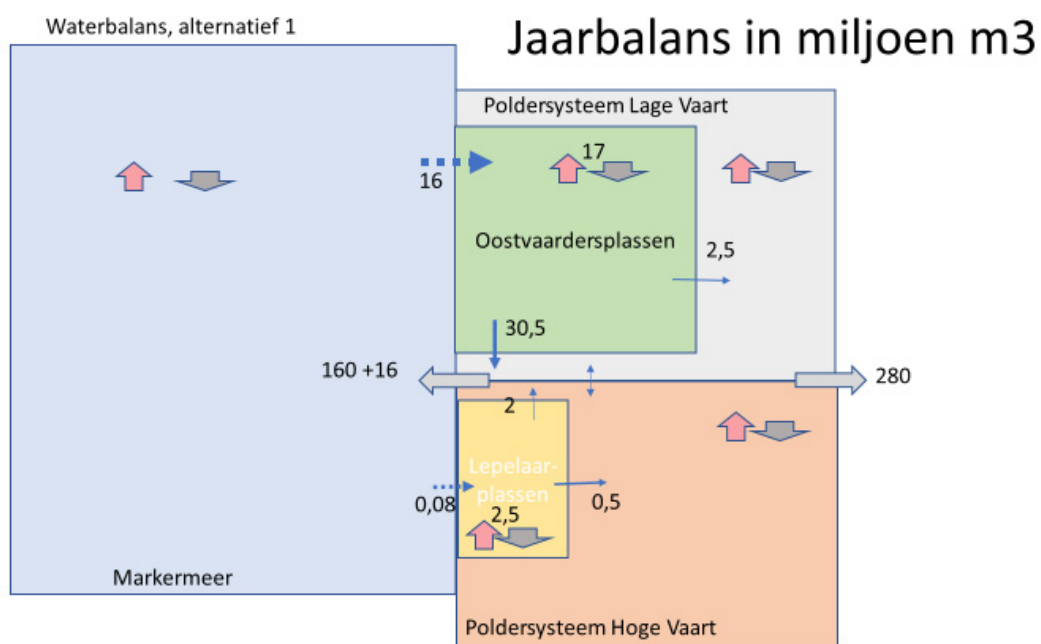 Waterbalans, alternatief 1
Jaarbalans in miljoen m3
Poldersysteem Lage Vaart
17
16
Oostvaardersplassen
2,5
30,5
160 +16
280
2
Lepelaar-
plassen
0,08
2,5
0,5
Markermeer
Poldersysteem Hoge Vaart